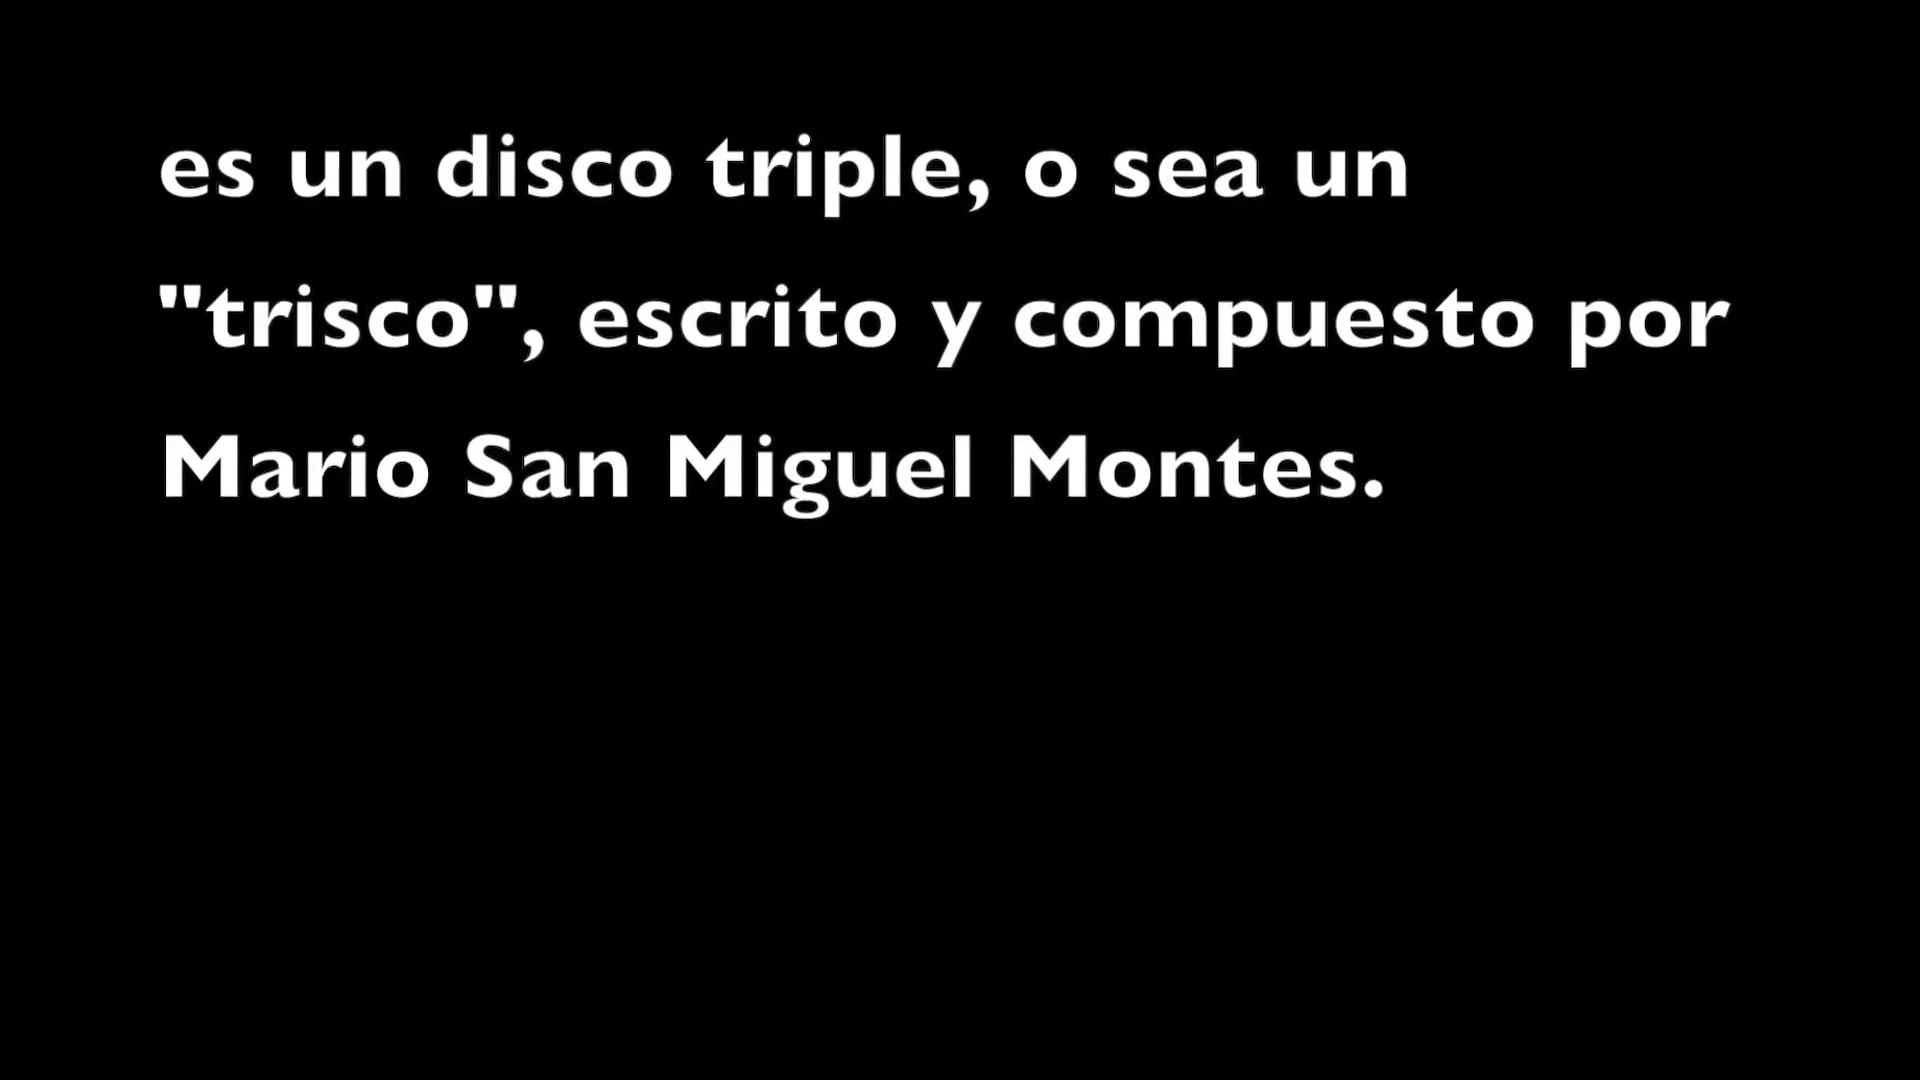 es un disco triple, o sea un
"trisco", escrito y compuesto por
Mario San Miguel Montes.